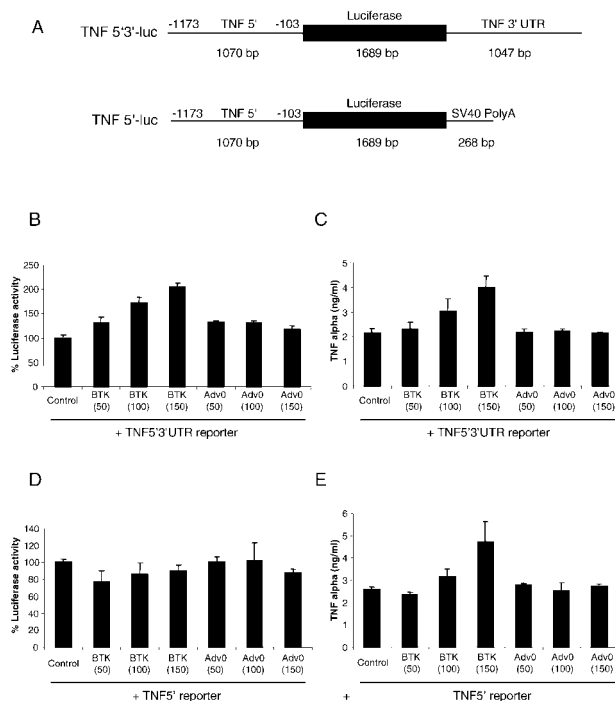 A
TNF 5'3'-luc
-1173 TNF 5' -103 Luciferase TNF 3' UTR
1070 bp 1689 bp 1047 bp
TNF 5'-luc
-1173 TNF 5' -103 Luciferase SV40 PolyA
1070 bp 1689 bp 268 bp
B
% Luciferase activity
250
200
150
100
50
0
Control BTK (50) BTK (100) BTK (150) Adv0 (50) Adv0 (100) Adv0 (150)
+ TNF5'3'UTR reporter
C
TNF alpha (ng/ml)
5
4
3
2
1
0
Control BTK (50) BTK (100) BTK (150) Adv0 (50) Adv0 (100) Adv0 (150)
+ TNF5'3'UTR reporter
D
% Luciferase activity
140
120
100
80
60
40
20
0
Control BTK (50) BTK (100) BTK (150) Adv0 (50) Adv0 (100) Adv0 (150)
+ TNF5' reporter
E
TNF alpha (ng/ml)
6
5
4
3
2
1
0
Control BTK (50) BTK (100) BTK (150) Adv0 (50) Adv0 (100) Adv0 (150)
+ TNF5' reporter